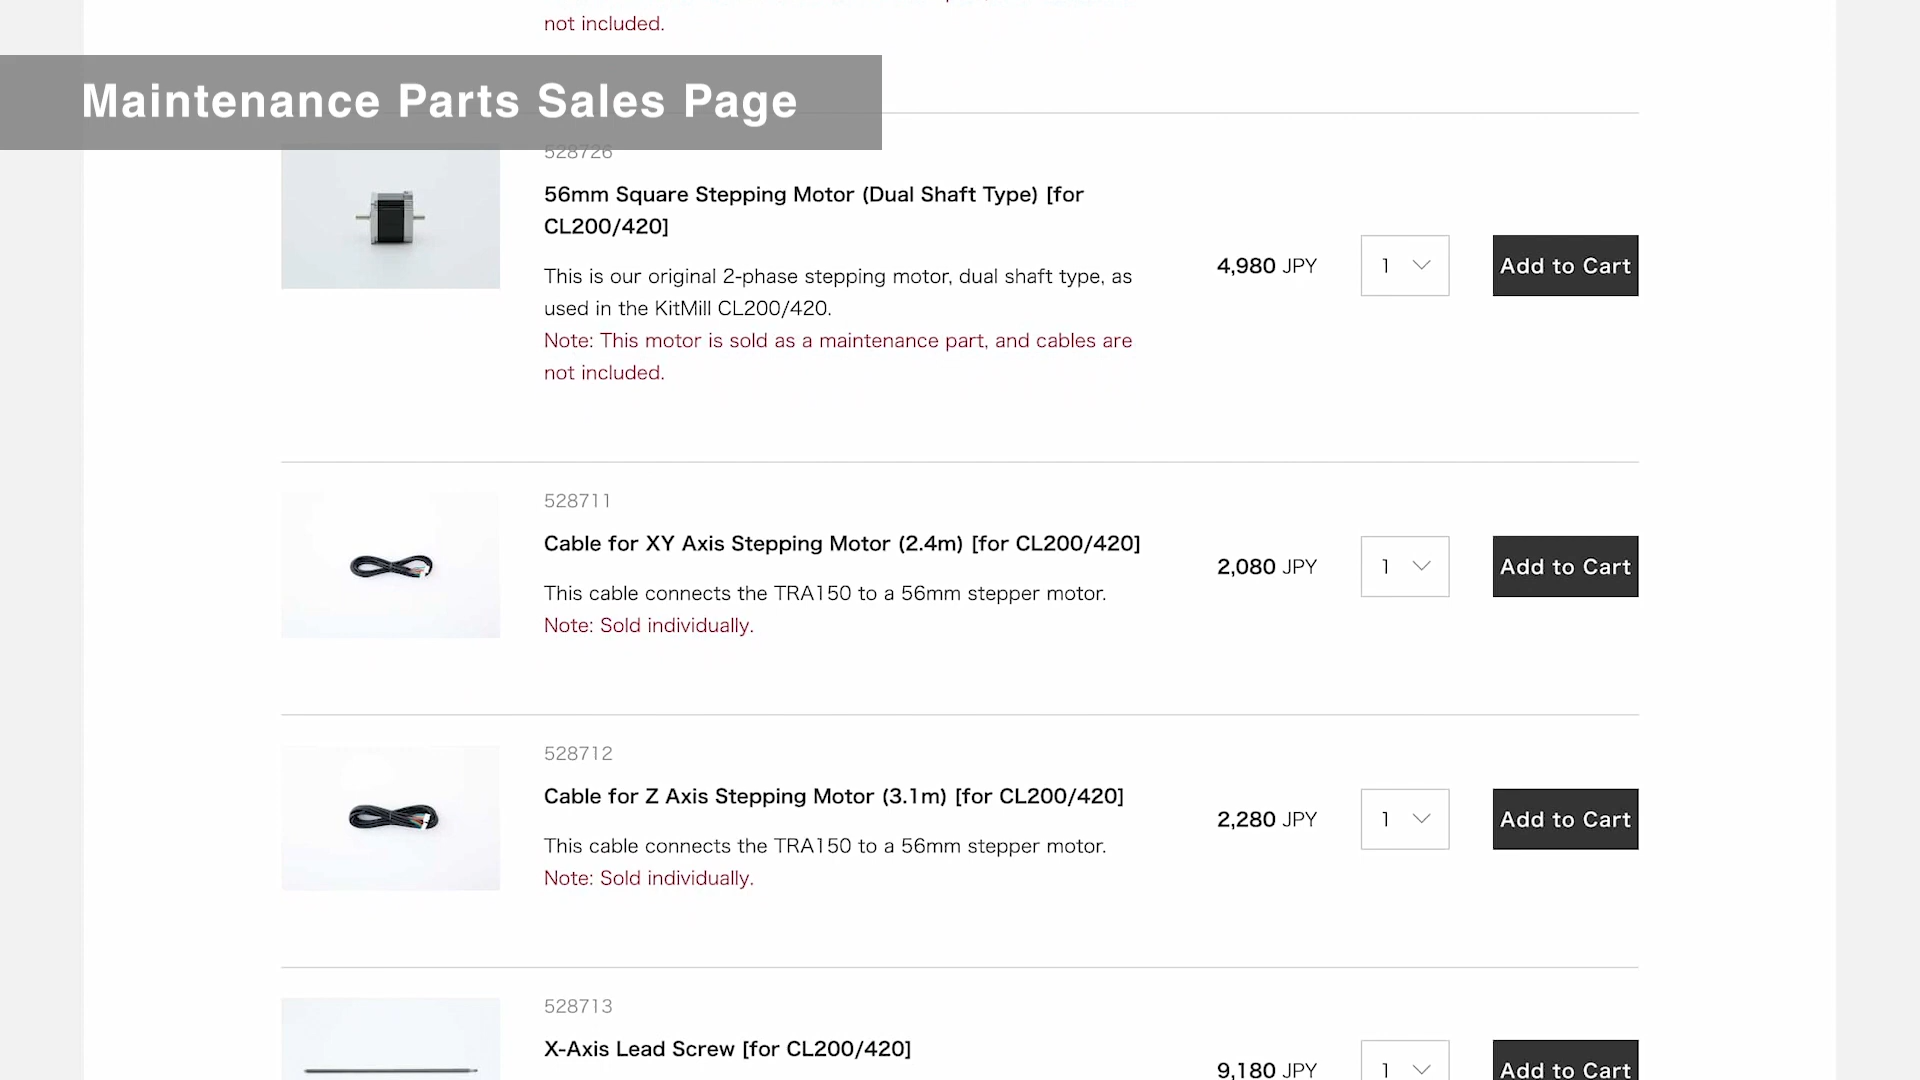 not included.
Maintenance Parts Sales Page
528726
56mm Square Stepping Motor (Dual Shaft Type) [for
CL200/420]
This is our original 2-phase stepping motor, dual shaft type, as
used in the KitMill CL200/420.
Note: This motor is sold as a maintenance part, and cables are
not included.
4,980 JPY
1
Add to Cart
528711
Cable for XY Axis Stepping Motor (2.4m) [for CL200/420]
This cable connects the TRA150 to a 56mm stepper motor.
Note: Sold individually.
2,080 JPY
1
Add to Cart
528712
Cable for Z Axis Stepping Motor (3.1m) [for CL200/420]
This cable connects the TRA150 to a 56mm stepper motor.
Note: Sold individually.
2,280 JPY
1
Add to Cart
528713
X-Axis Lead Screw [for CL200/420]
9,180 JPY
1
Add to Cart